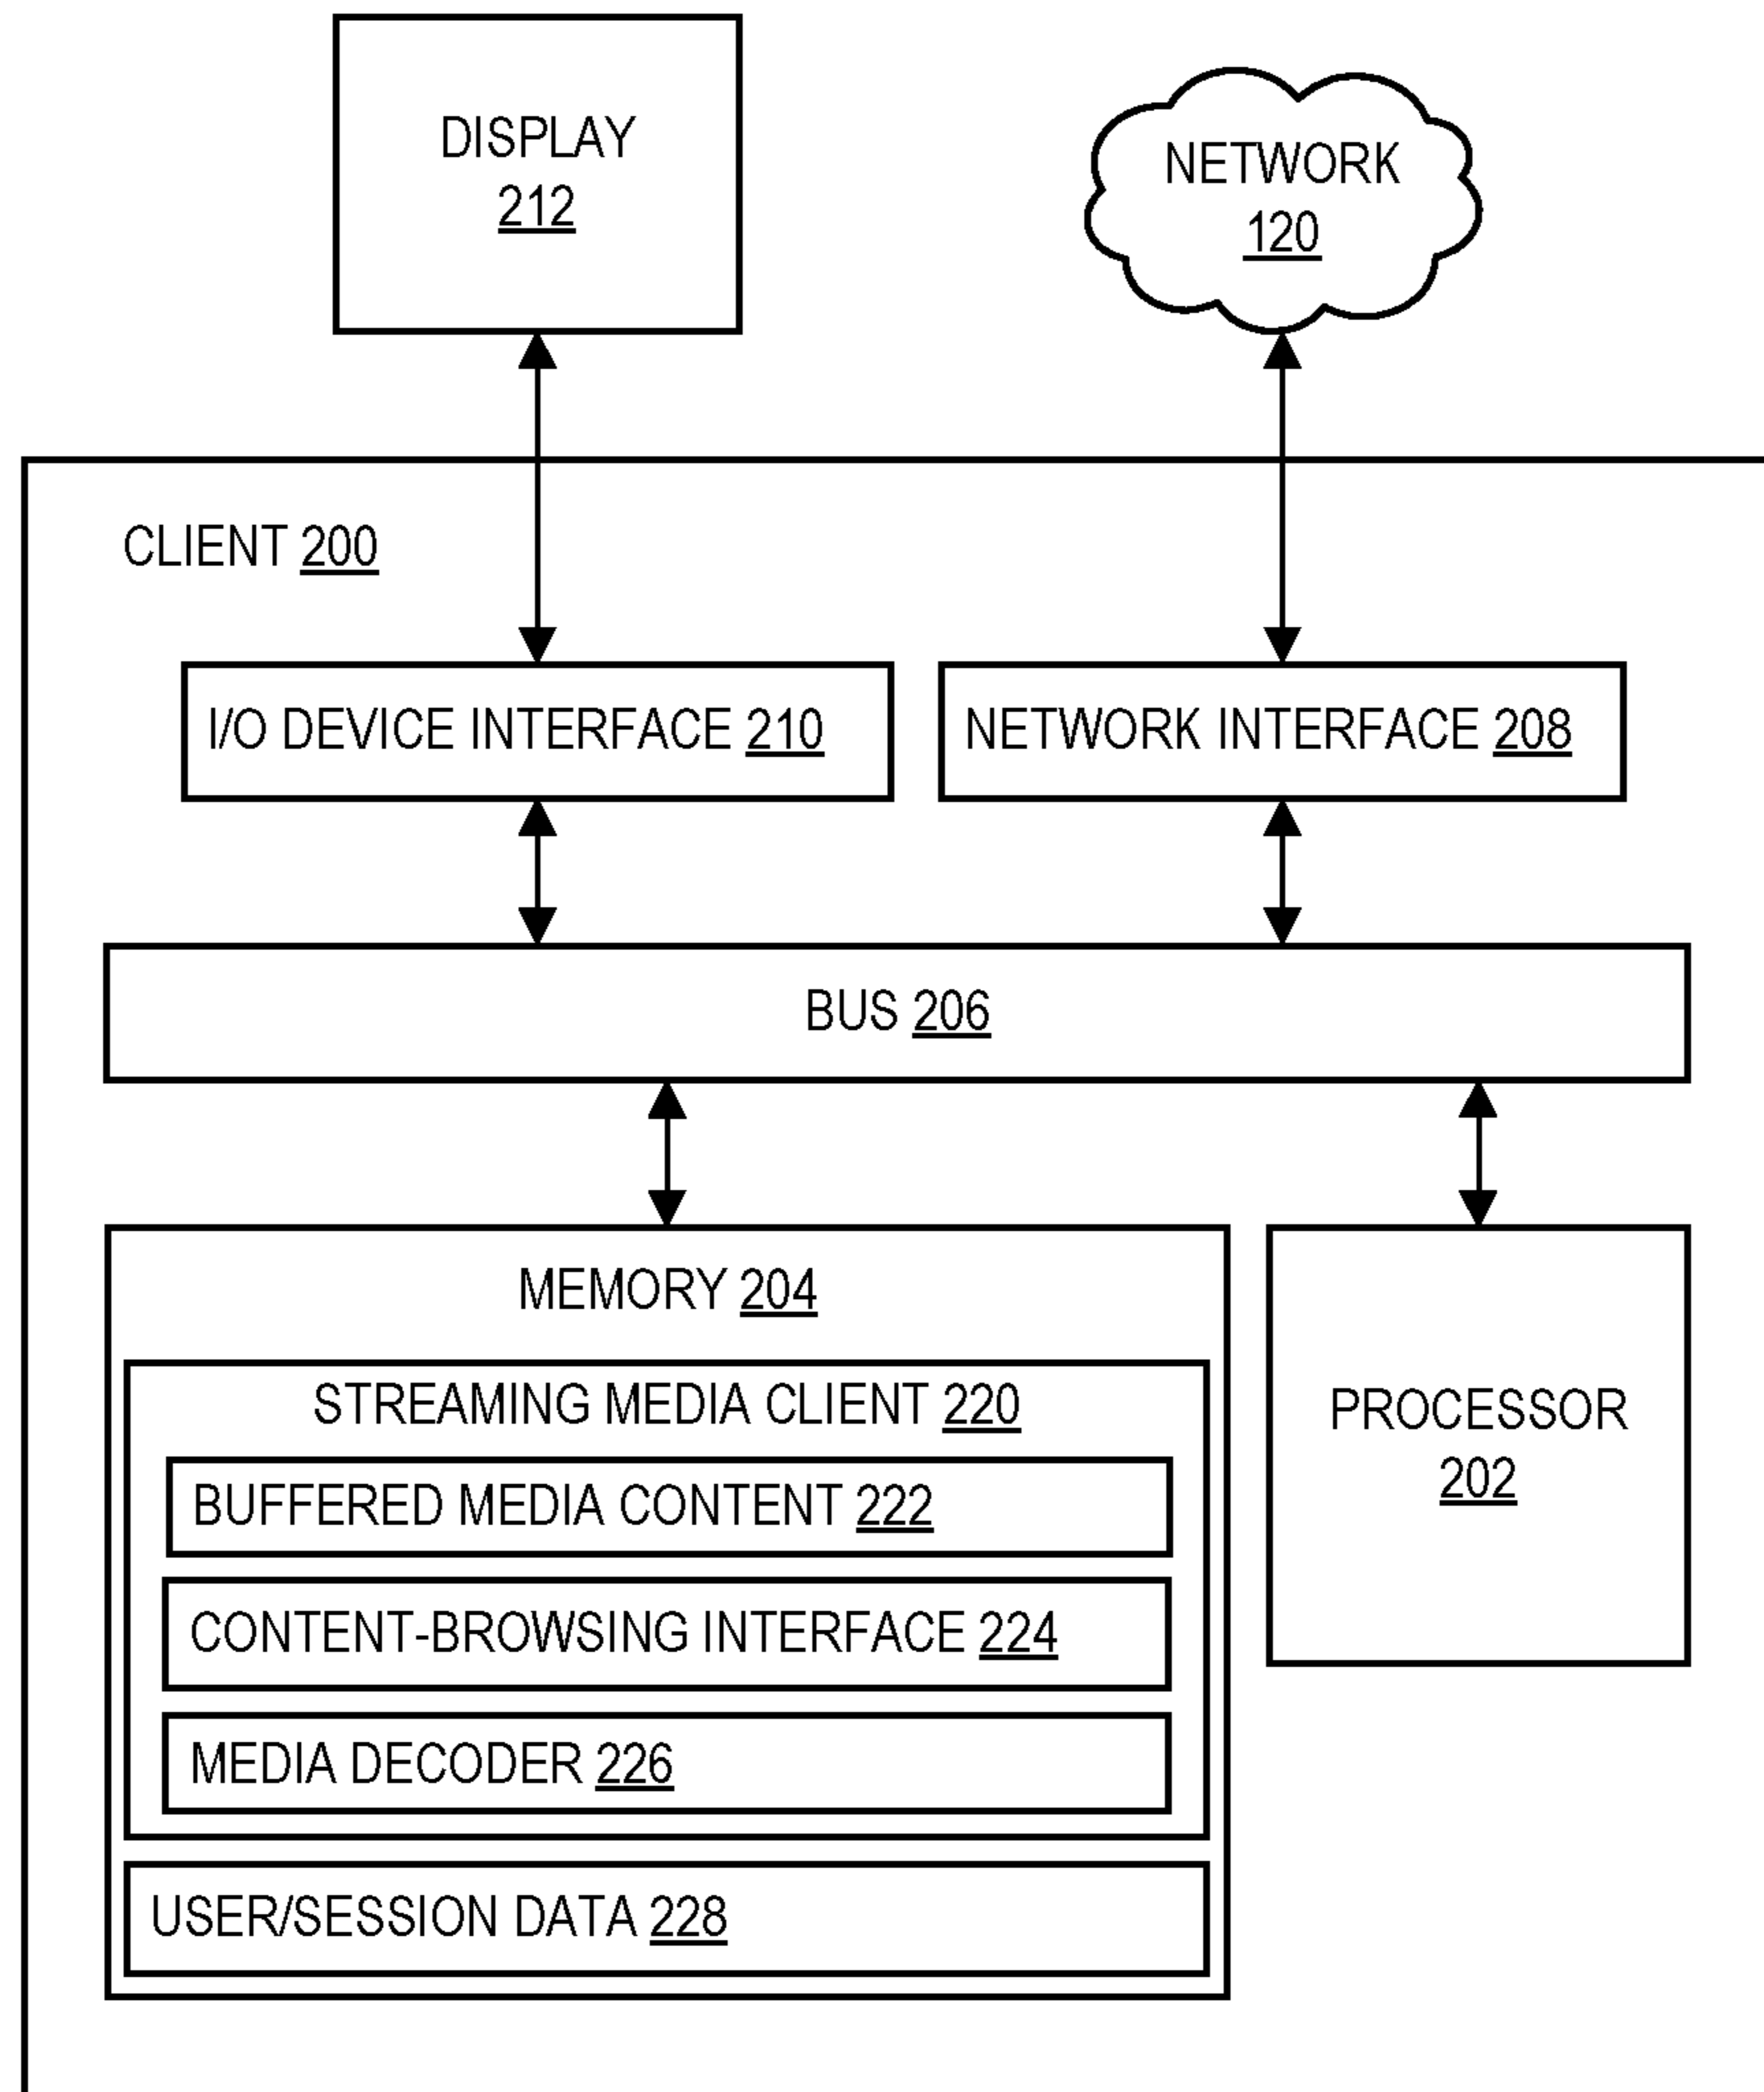 DISPLAY
212
NETWORK
120
CLIENT 200
I/O DEVICE INTERFACE 210
NETWORK INTERFACE 208
BUS 206
MEMORY 204
STREAMING MEDIA CLIENT 220
BUFFERED MEDIA CONTENT 222
CONTENT-BROWSING INTERFACE 224
MEDIA DECODER 226
USER/SESSION DATA 228
PROCESSOR
202